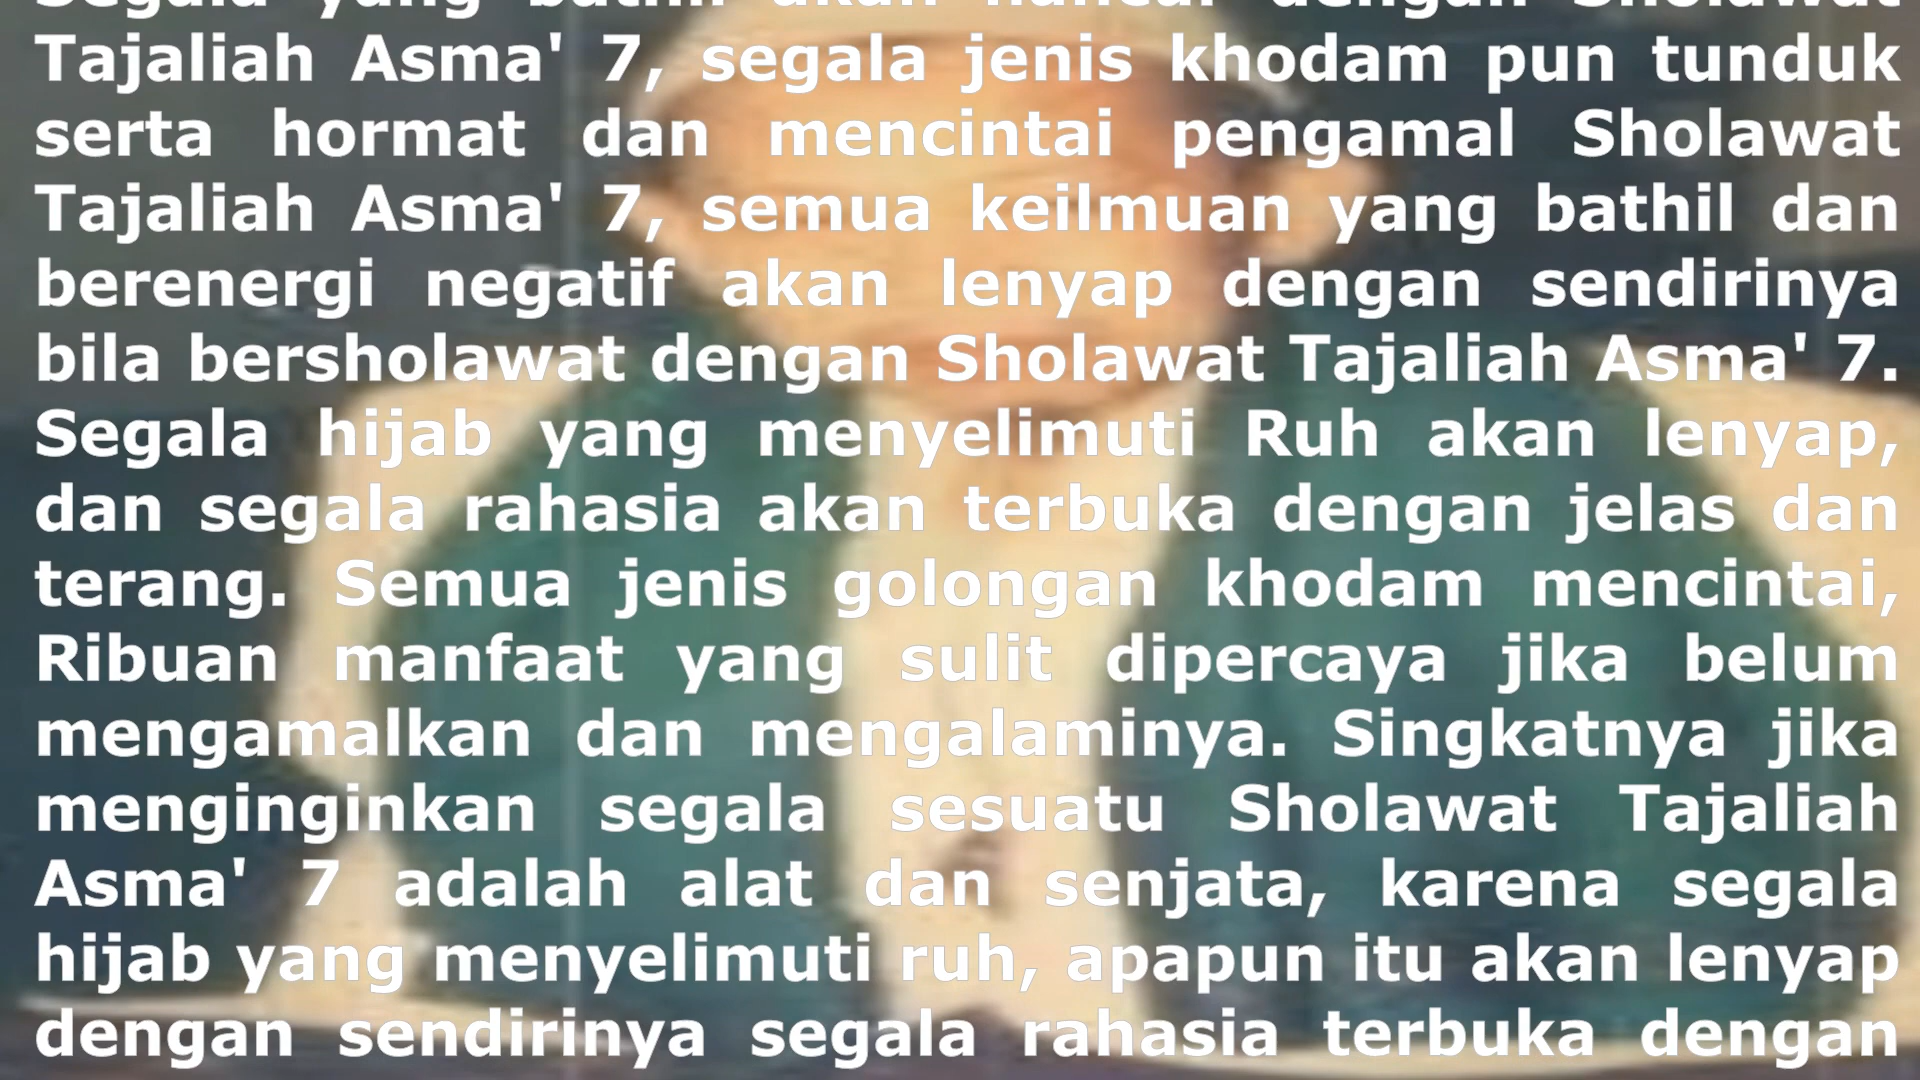 Segala yang bathil akan hancur dengan Sholawat
Tajaliah Asma' 7, segala jenis khodam pun tunduk
serta hormat dan mencintai pengamal Sholawat
Tajaliah Asma' 7, semua keilmuan yang bathil dan
berenergi negatif akan lenyap dengan sendirinya
bila bersholawat dengan Sholawat Tajaliah Asma' 7.
Segala hijab yang menyelimuti Ruh akan lenyap,
dan segala rahasia akan terbuka dengan jelas dan
terang. Semua jenis golongan khodam mencintai,
Ribuan manfaat yang sulit dipercaya jika belum
mengamalkan dan mengalaminya. Singkatnya jika
menginginkan segala sesuatu Sholawat Tajaliah
Asma' 7 adalah alat dan senjata, karena segala
hijab yang menyelimuti ruh, apapun itu akan lenyap
dengan sendirinya segala rahasia terbuka dengan